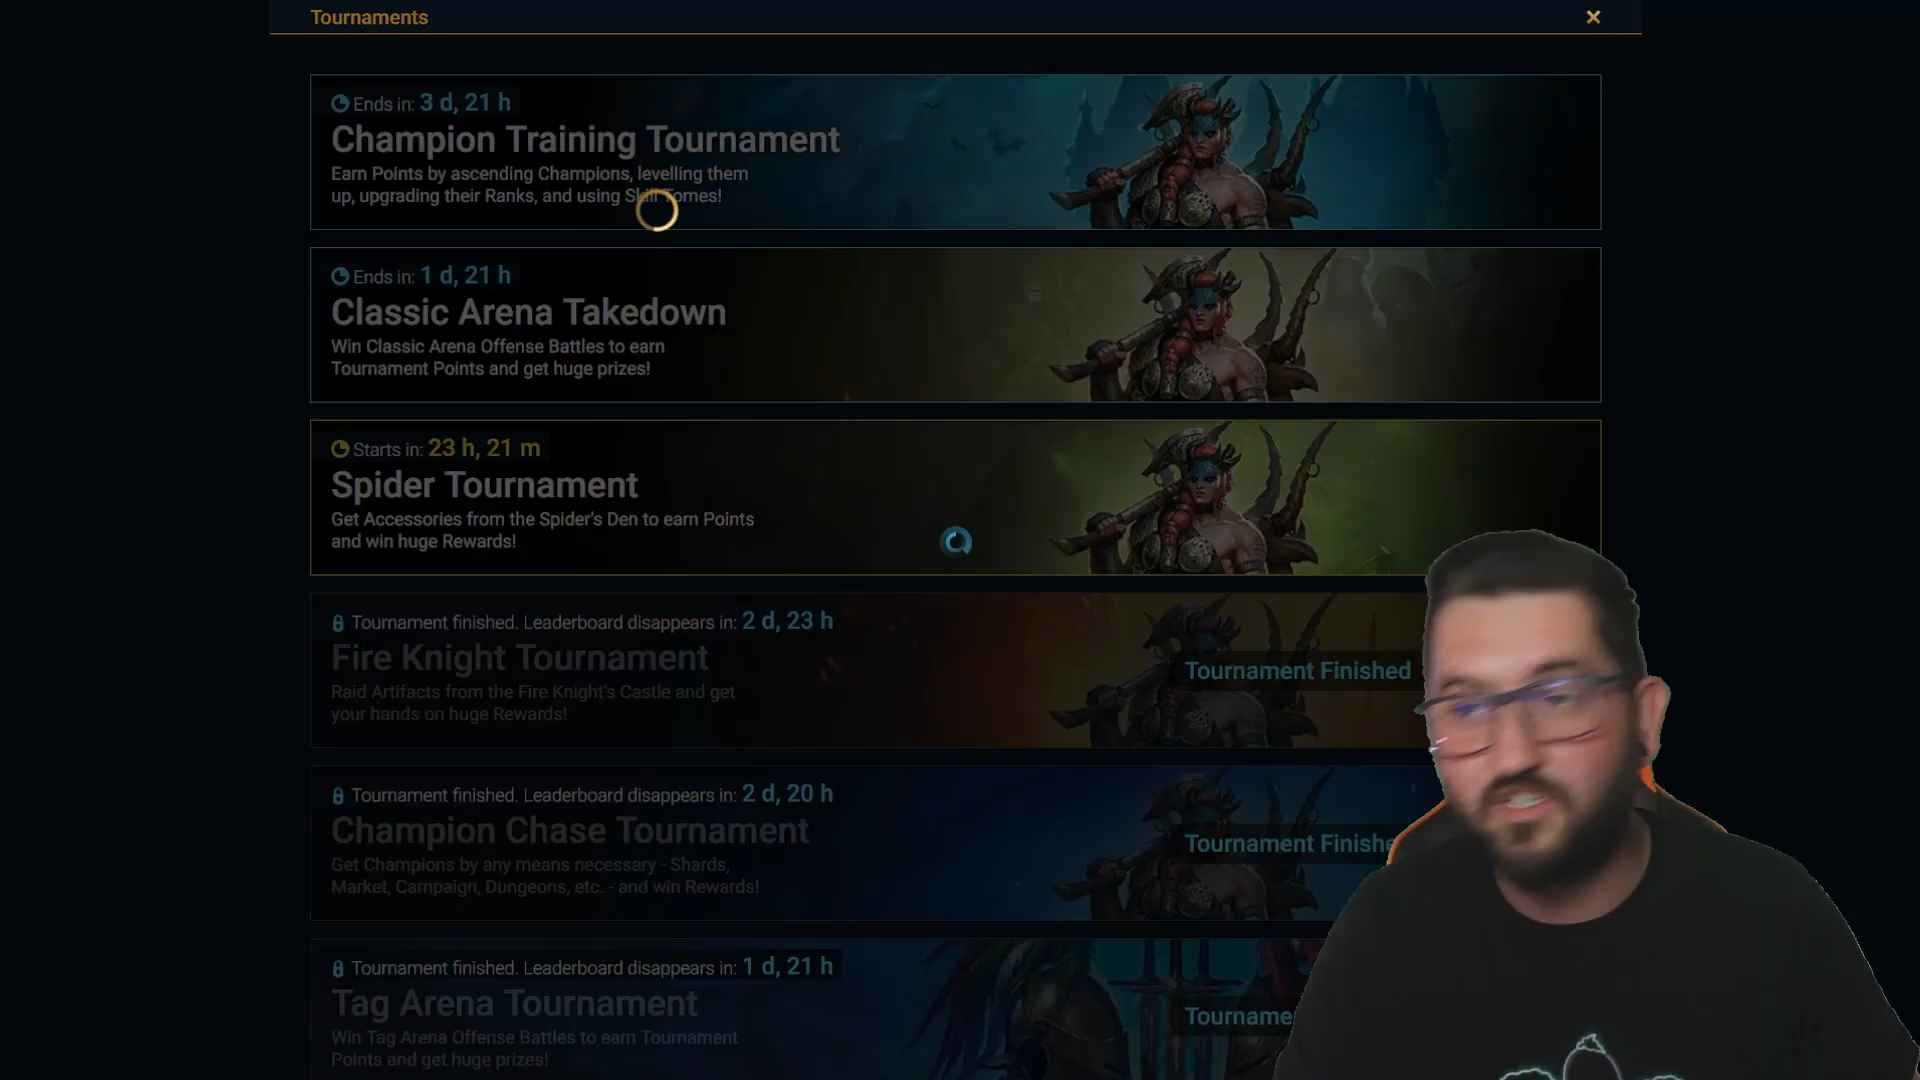 Tournaments
Ends in: 3 d, 21 h
Champion Training Tournament
Earn Points by ascending Champions, levelling them
up, upgrading their Ranks, and using Skill Tomes!
Ends in: 1 d, 21 h
Classic Arena Takedown
Win Classic Arena Offense Battles to earn
Tournament Points and get huge prizes!
Starts in: 23 h, 21 m
Spider Tournament
Get Accessories from the Spider's Den to earn Points
and win huge Rewards!
Tournament finished. Leaderboard disappears in: 2 d, 23 h
Fire Knight Tournament
Raid Artifacts from the Fire Knight's Castle and get
your hands on huge Rewards!
Tournament Finished
Tournament finished. Leaderboard disappears in: 2 d, 20 h
Champion Chase Tournament
Get Champions by any means necessary - Shards,
Market, Campaign, Dungeons, etc. - and win Rewards!
Tournament Finishe
Tournament finished. Leaderboard disappears in: 1 d, 21 h
Tag Arena Tournament
Win Tag Arena Offense Battles to earn Tournament
Points and get huge prizes!
Tourname